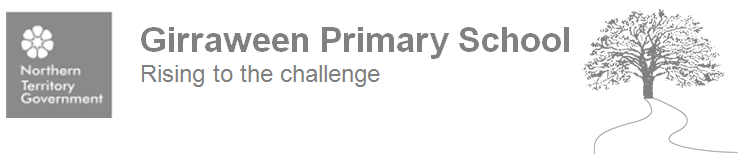 Northern
Territory
Government
Girraween Primary School
Rising to the challenge